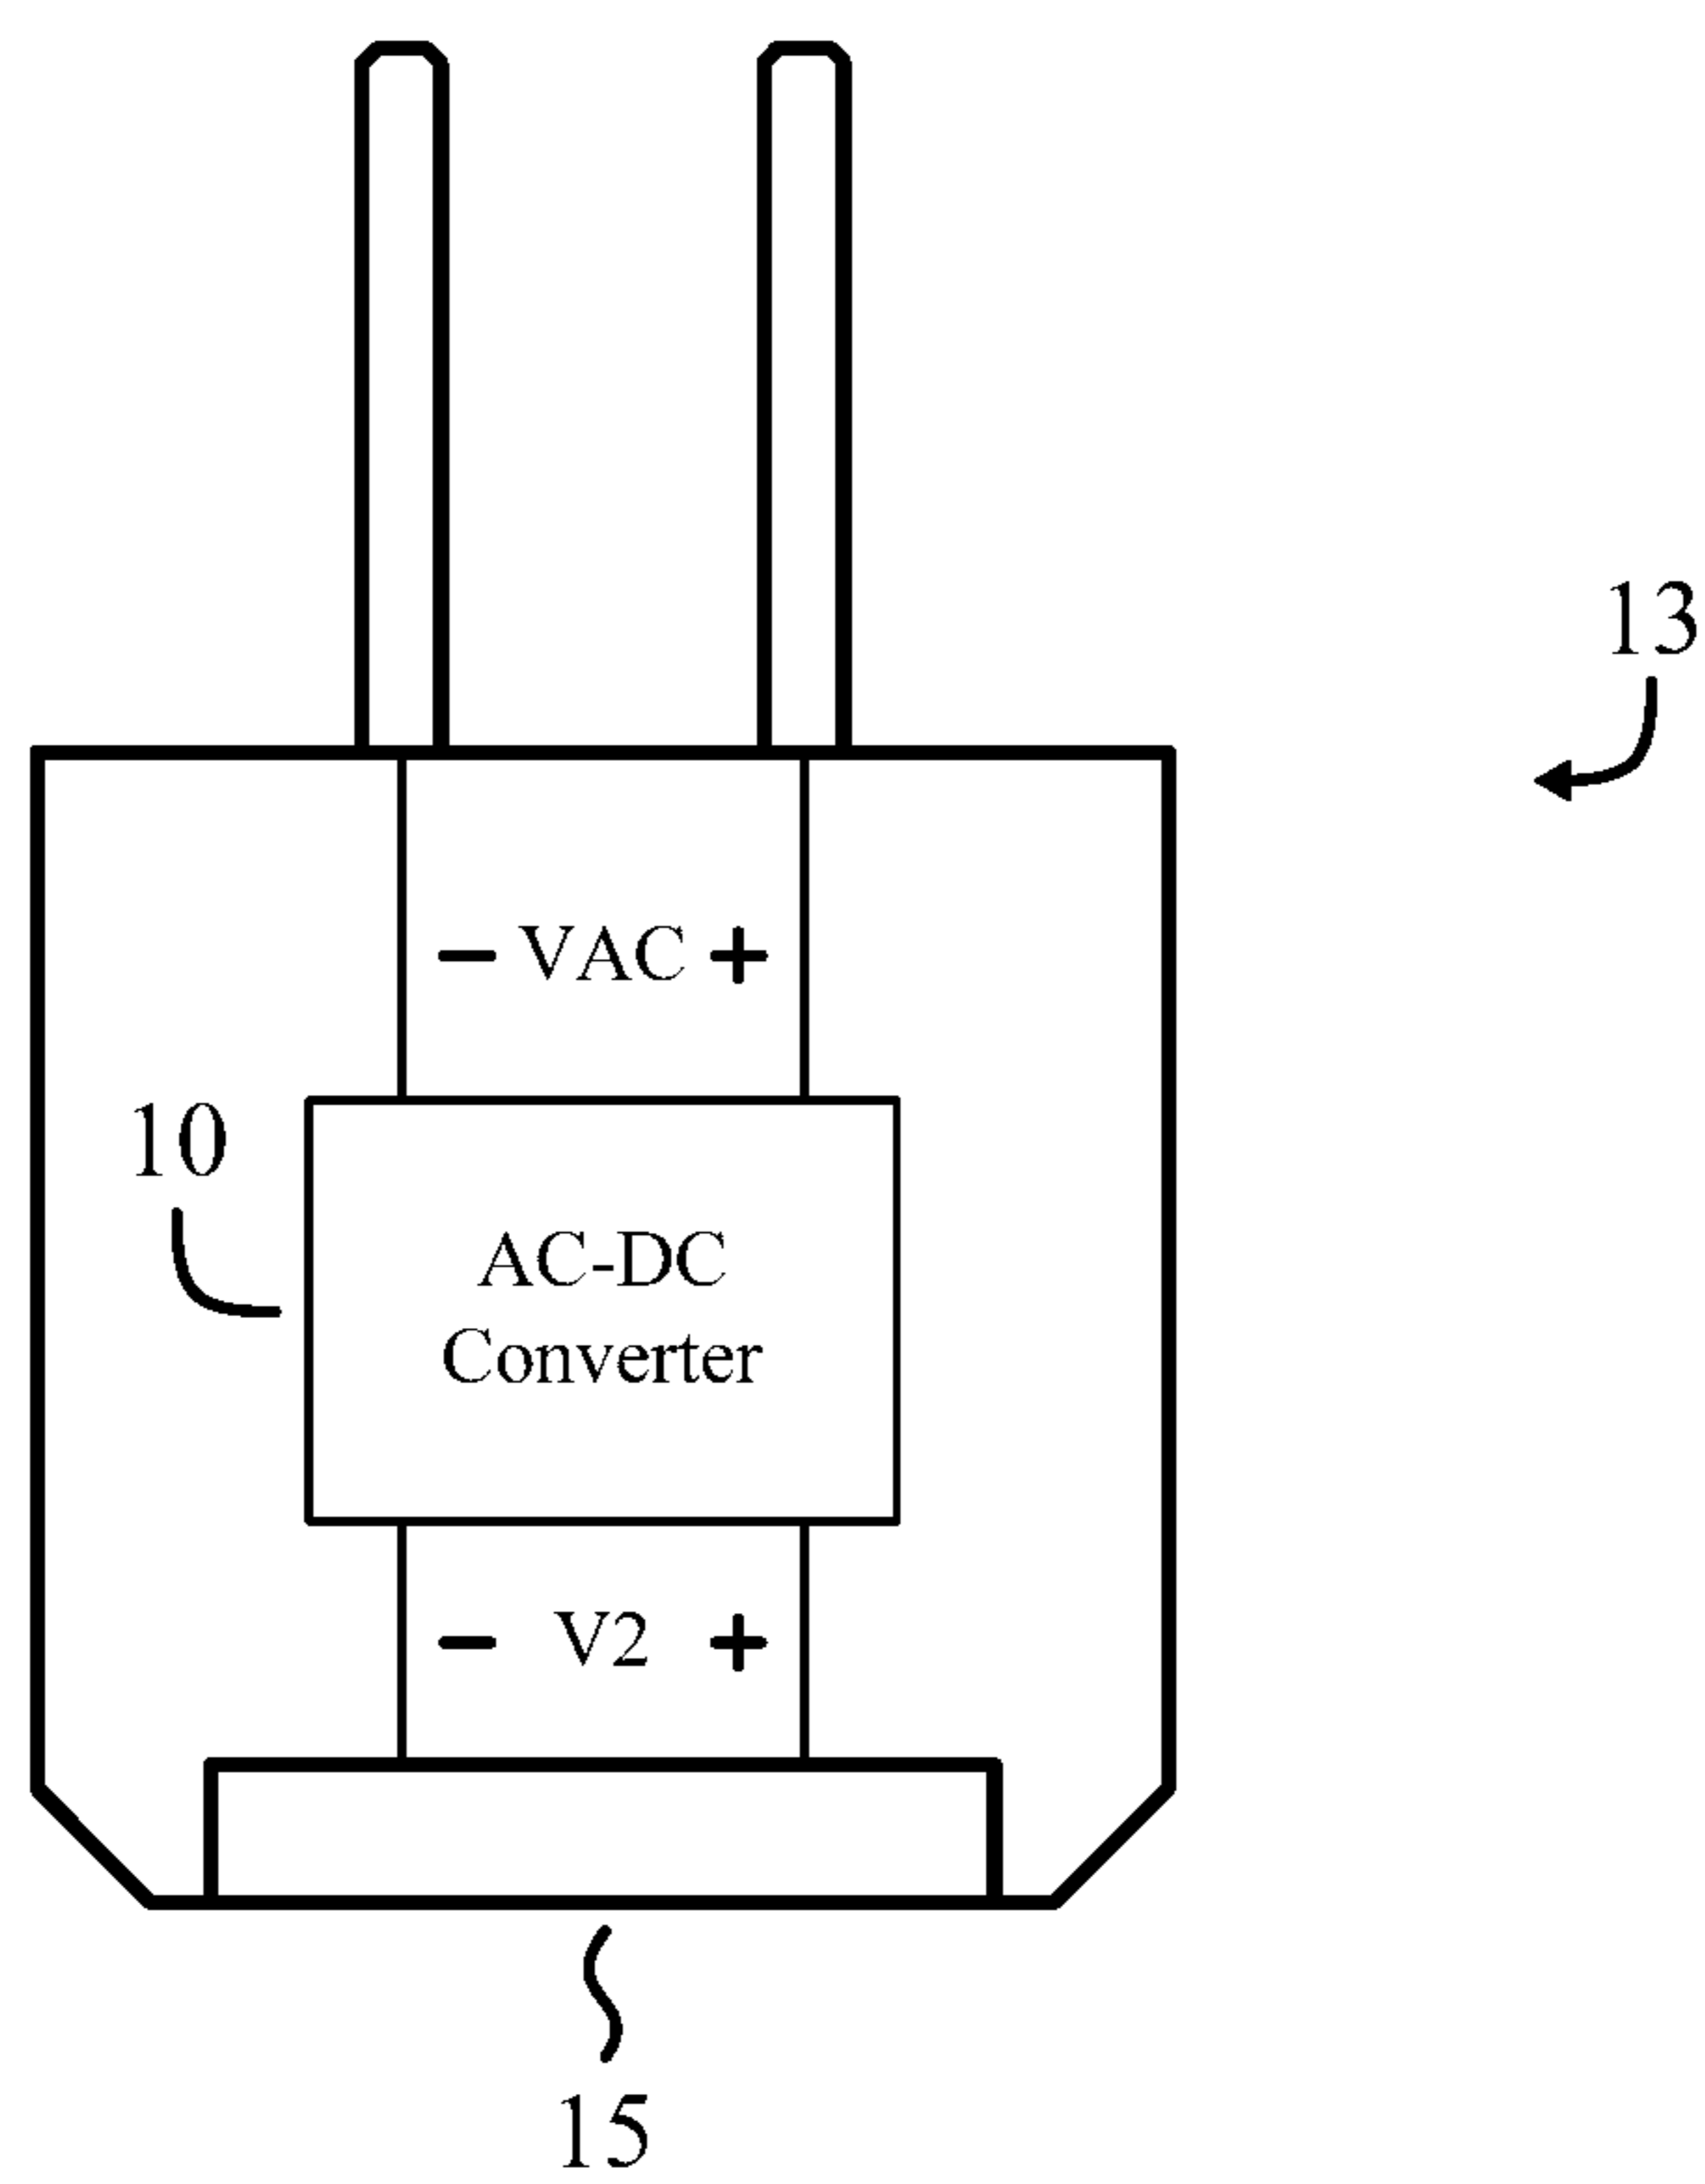 13
− VAC +
10
AC-DC
Converter
− V2 +
15